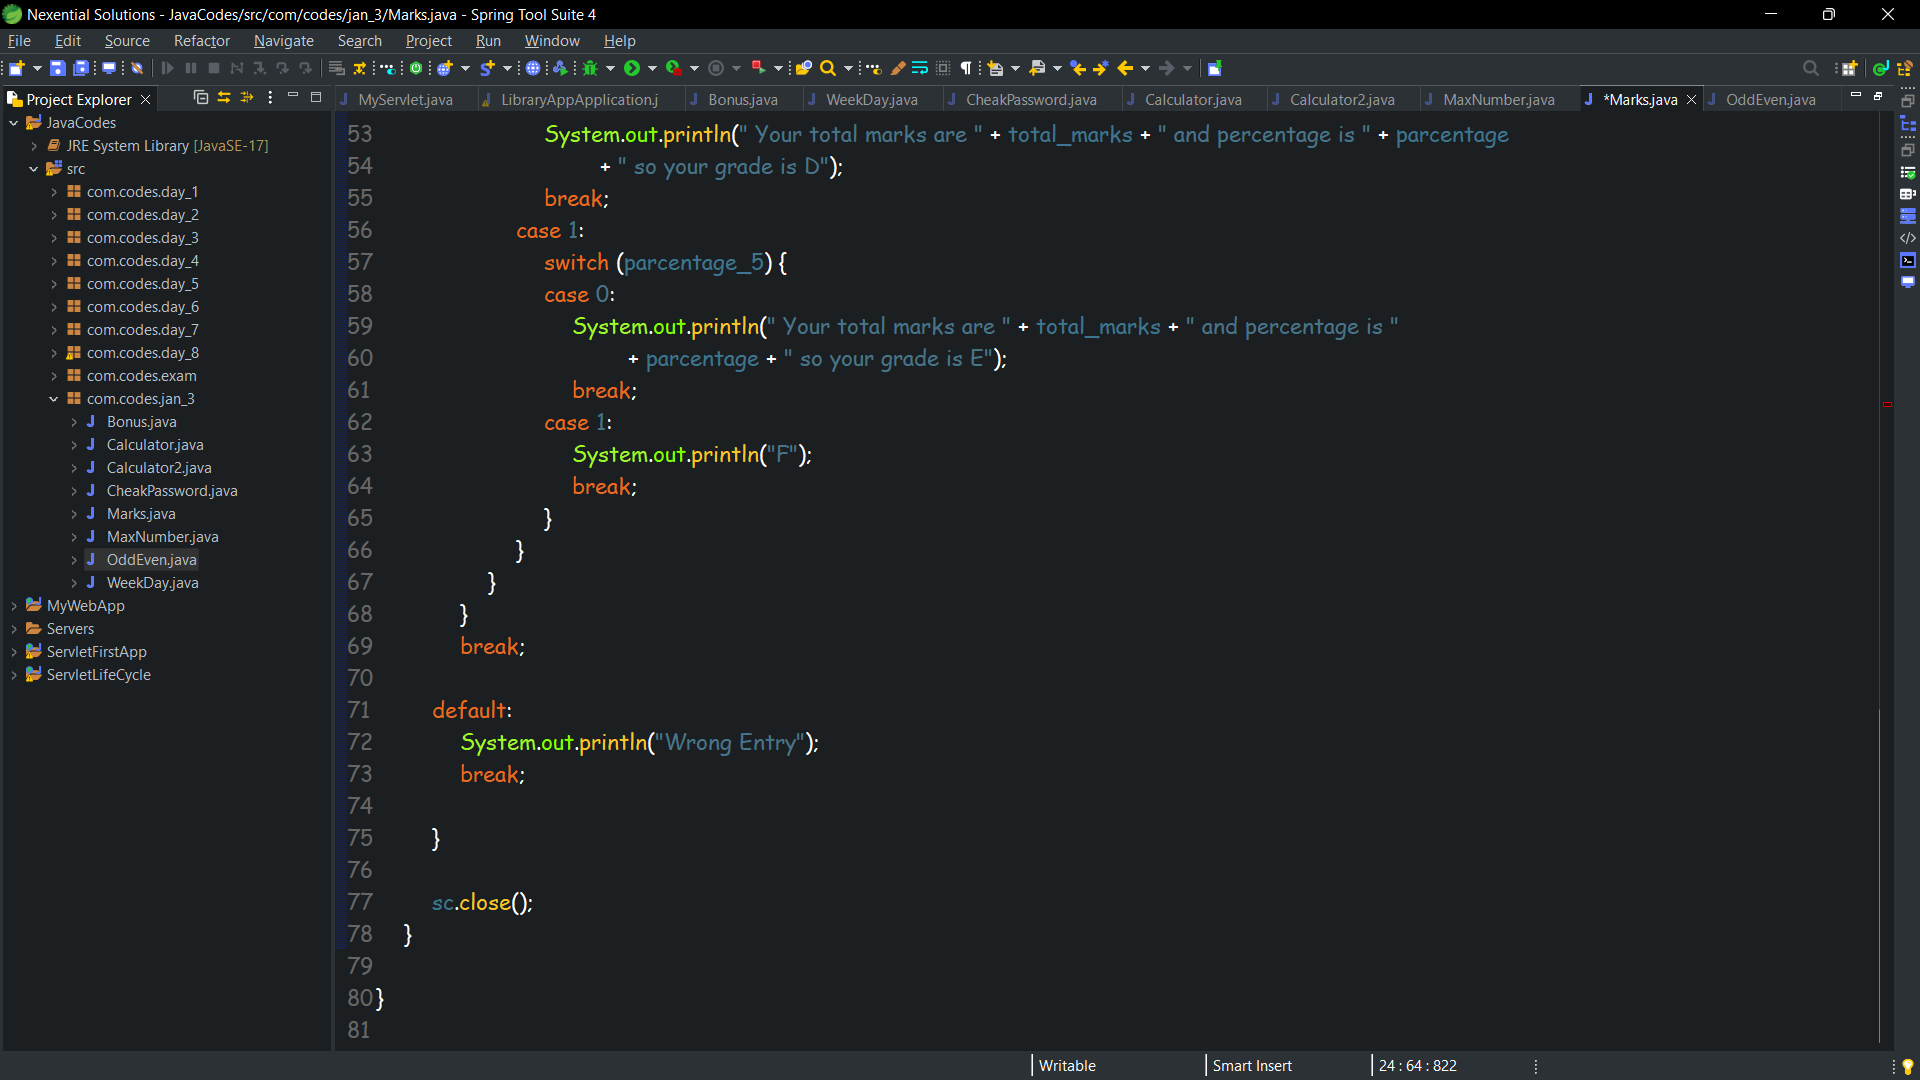 Nexential Solutions - JavaCodes/src/com/codes/jan_3/Marks.java - Spring Tool Suite 4
File Edit Source Refactor Navigate Search Project Run Window Help
Project Explorer
MyServlet.java LibraryAppApplication.j Bonus.java WeekDay.java CheakPassword.java Calculator.java Calculator2.java MaxNumber.java *Marks.java OddEven.java
JavaCodes
JRE System Library [JavaSE-17]
src
com.codes.day_1
com.codes.day_2
com.codes.day_3
com.codes.day_4
com.codes.day_5
com.codes.day_6
com.codes.day_7
com.codes.day_8
com.codes.exam
com.codes.jan_3
Bonus.java
Calculator.java
Calculator2.java
CheakPassword.java
Marks.java
MaxNumber.java
OddEven.java
WeekDay.java
MyWebApp
Servers
ServletFirstApp
ServletLifeCycle
53 System.out.println(" Your total marks are " + total_marks + " and percentage is " + parcentage
54 + " so your grade is D");
55 break;
56 case 1:
57 switch (parcentage_5) {
58 case 0:
59 System.out.println(" Your total marks are " + total_marks + " and percentage is "
60 + parcentage + " so your grade is E");
61 break;
62 case 1:
63 System.out.println("F");
64 break;
65 }
66 }
67 }
68 }
69 break;
70
71 default:
72 System.out.println("Wrong Entry");
73 break;
74
75 }
76
77 sc.close();
78 }
79
80 }
81
Writable Smart Insert 24 : 64 : 822